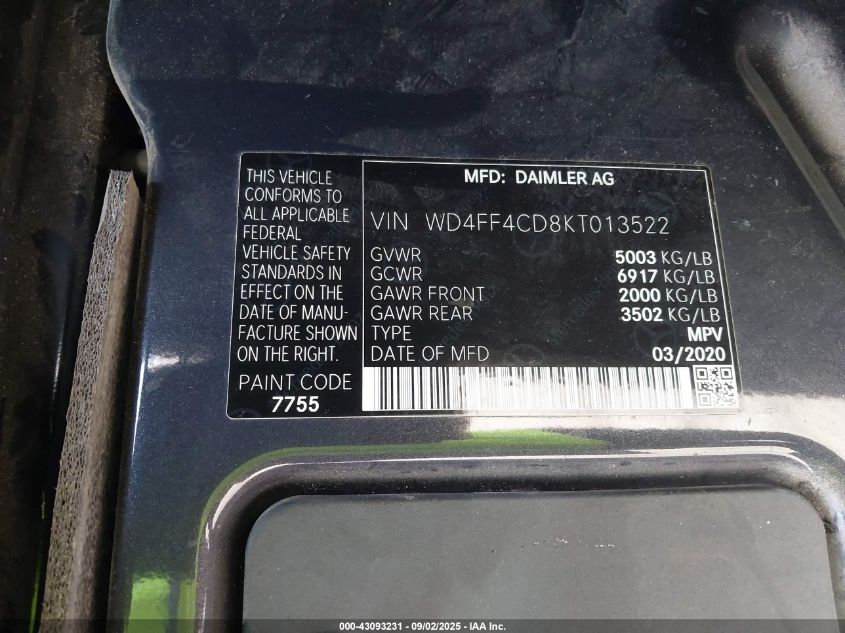 THIS VEHICLE
CONFORMS TO
ALL APPLICABLE
FEDERAL
VEHICLE SAFETY
STANDARDS IN
EFFECT ON THE
DATE OF MANU-
FACTURE SHOWN
ON THE RIGHT.
PAINT CODE
7755
MFD: DAIMLER AG
VIN WD4FF4CD8KT013522
GVWR 5003 KG/LB
GCWR 6917 KG/LB
GAWR FRONT 2000 KG/LB
GAWR REAR 3502 KG/LB
TYPE MPV
DATE OF MFD 03/2020
000-43093231 - 09/02/2025 - IAA Inc.